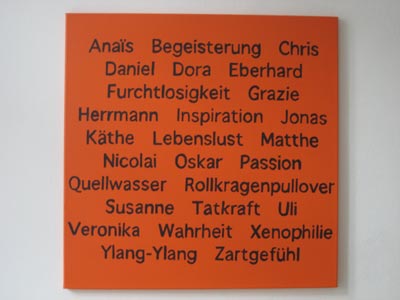 Anaïs Begeisterung Chris
Daniel Dora Eberhard
Furchtlosigkeit Grazie
Herrmann Inspiration Jonas
Käthe Lebenslust Matthe
Nicolai Oskar Passion
Quellwasser Rollkragenpullover
Susanne Tatkraft Uli
Veronika Wahrheit Xenophilie
Ylang-Ylang Zartgefühl